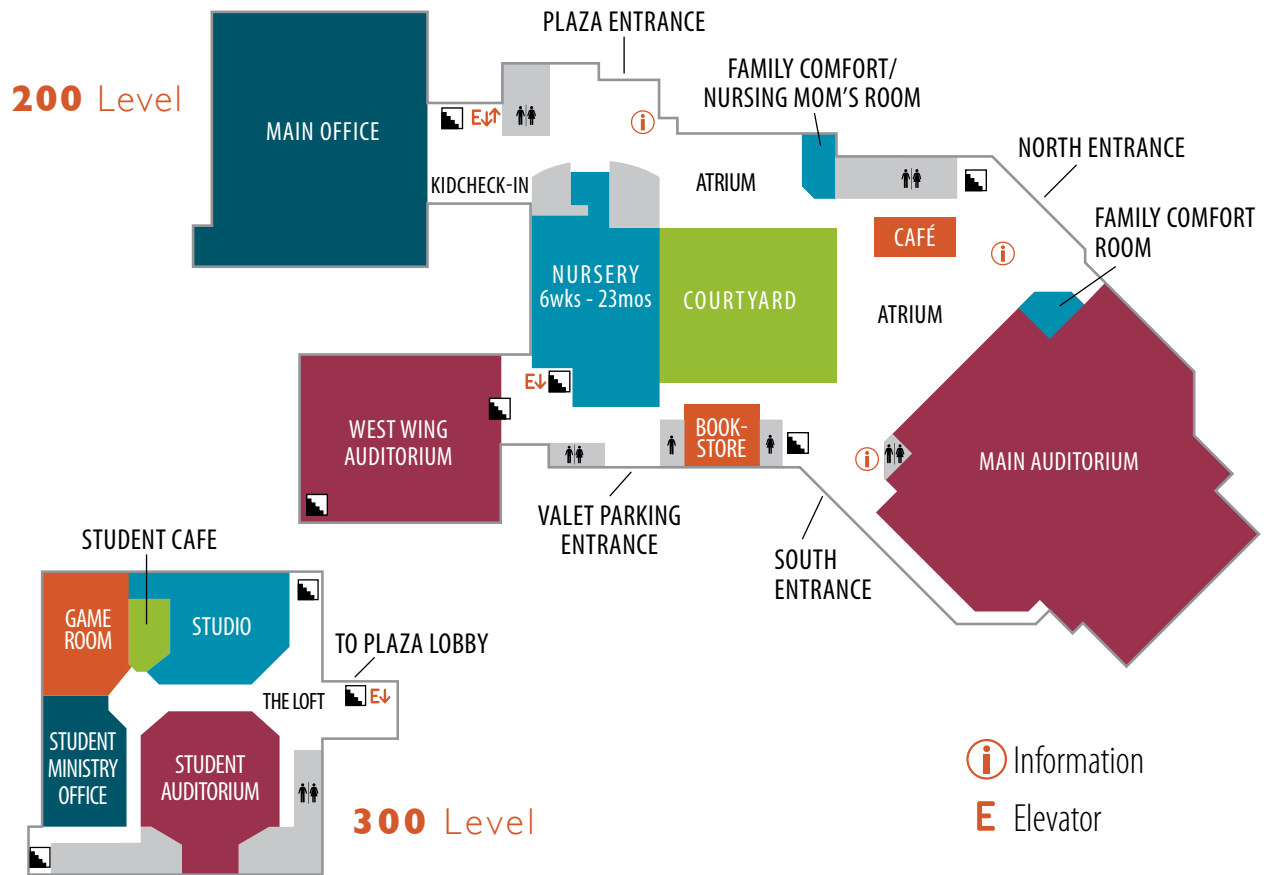 PLAZA ENTRANCE
200 Level
FAMILY COMFORT/
NURSING MOM'S ROOM
MAIN OFFICE
E
i
NORTH ENTRANCE
KIDCHECK-IN
ATRIUM
FAMILY COMFORT
ROOM
CAFÉ
i
NURSERY
6wks - 23mos
COURTYARD
ATRIUM
E
WEST WING
AUDITORIUM
BOOK-
STORE
i
MAIN AUDITORIUM
VALET PARKING
ENTRANCE
SOUTH
ENTRANCE
STUDENT CAFE
GAME
ROOM
STUDIO
TO PLAZA LOBBY
THE LOFT
E
STUDENT
MINISTRY
OFFICE
STUDENT
AUDITORIUM
300 Level
i Information
E Elevator